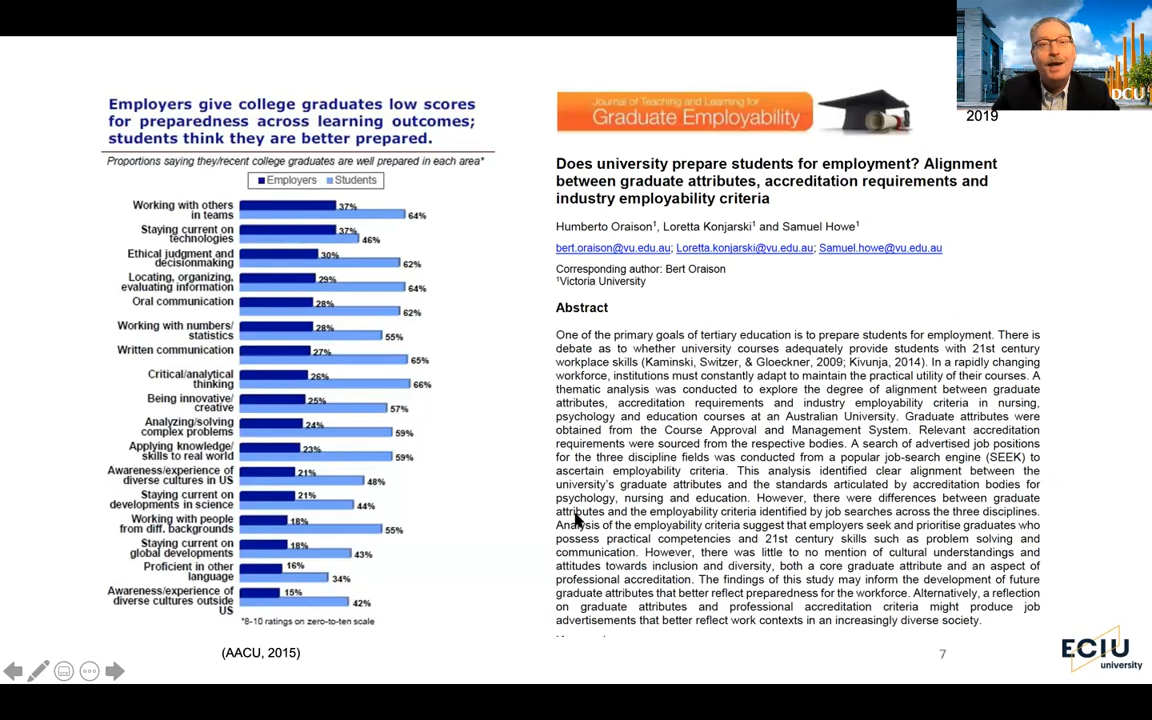 Employers give college graduates low scores
for preparedness across learning outcomes;
students think they are better prepared.
Proportions saying they/recent college graduates are well prepared in each area*
Employers Students
Working with others
in teams
37%
64%
Staying current on
technologies
37%
46%
Ethical judgment and
decisionmaking
30%
62%
Locating, organizing,
evaluating information
29%
64%
Oral communication
28%
62%
Working with numbers/
statistics
28%
55%
Written communication
27%
65%
Critical/analytical
thinking
26%
66%
Being innovative/
creative
25%
57%
Analyzing/solving
complex problems
24%
59%
Applying knowledge/
skills to real world
23%
59%
Awareness/experience of
diverse cultures in US
21%
48%
Staying current on
developments in science
21%
44%
Working with people
from diff. backgrounds
18%
55%
Staying current on
global developments
18%
43%
Proficient in other
language
16%
34%
Awareness/experience of
diverse cultures outside
US
15%
42%
*8-10 ratings on zero-to-ten scale
(AACU, 2015)
Journal of Teaching and Learning for
Graduate Employability
DCU
2019
Does university prepare students for employment? Alignment
between graduate attributes, accreditation requirements and
industry employability criteria
Humberto Oraison¹, Loretta Konjarski¹ and Samuel Howe¹
bert.oraison@vu.edu.au; Loretta.konjarski@vu.edu.au; Samuel.howe@vu.edu.au
Corresponding author: Bert Oraison
¹Victoria University
Abstract
One of the primary goals of tertiary education is to prepare students for employment. There is
debate as to whether university courses adequately provide students with 21st century
workplace skills (Kaminski, Switzer, & Gloeckner, 2009; Kivunja, 2014). In a rapidly changing
workforce, institutions must constantly adapt to maintain the practical utility of their courses. A
thematic analysis was conducted to explore the degree of alignment between graduate
attributes, accreditation requirements and industry employability criteria in nursing,
psychology and education courses at an Australian University. Graduate attributes were
obtained from the Course Approval and Management System. Relevant accreditation
requirements were sourced from the respective bodies. A search of advertised job positions
for the three discipline fields was conducted from a popular job-search engine (SEEK) to
ascertain employability criteria. This analysis identified clear alignment between the
university's graduate attributes and the standards articulated by accreditation bodies for
psychology, nursing and education. However, there were differences between graduate
attributes and the employability criteria identified by job searches across the three disciplines.
Analysis of the employability criteria suggest that employers seek and prioritise graduates who
possess practical competencies and 21st century skills such as problem solving and
communication. However, there was little to no mention of cultural understandings and
attitudes towards inclusion and diversity, both a core graduate attribute and an aspect of
professional accreditation. The findings of this study may inform the development of future
graduate attributes that better reflect preparedness for the workforce. Alternatively, a reflection
on graduate attributes and professional accreditation criteria might produce job
advertisements that better reflect work contexts in an increasingly diverse society.
7
ECIU
university